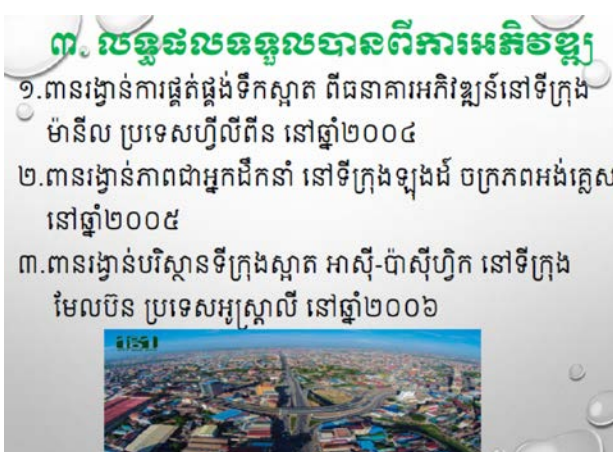 ៣. លទ្ធផលទទួលបានពីការអភិវឌ្ឍ
១.ពានរង្វាន់ការផ្គត់ផ្គង់ទឹកស្អាត ពីធនាគារអភិវឌ្ឍន៍នៅទីក្រុង
ម៉ានីល ប្រទេសហ្វីលីពីន នៅឆ្នាំ២០០៤
២.ពានរង្វាន់ភាពជាអ្នកដឹកនាំ នៅទីក្រុងឡុងដ៍ ចក្រភពអង់គ្លេស
នៅឆ្នាំ២០០៥
៣.ពានរង្វាន់បរិស្ថានទីក្រុងស្អាត អាស៊ី-ប៉ាស៊ីហ្វិក នៅទីក្រុង
មែលប៊ន ប្រទេសអូស្ត្រាលី នៅឆ្នាំ២០០៦